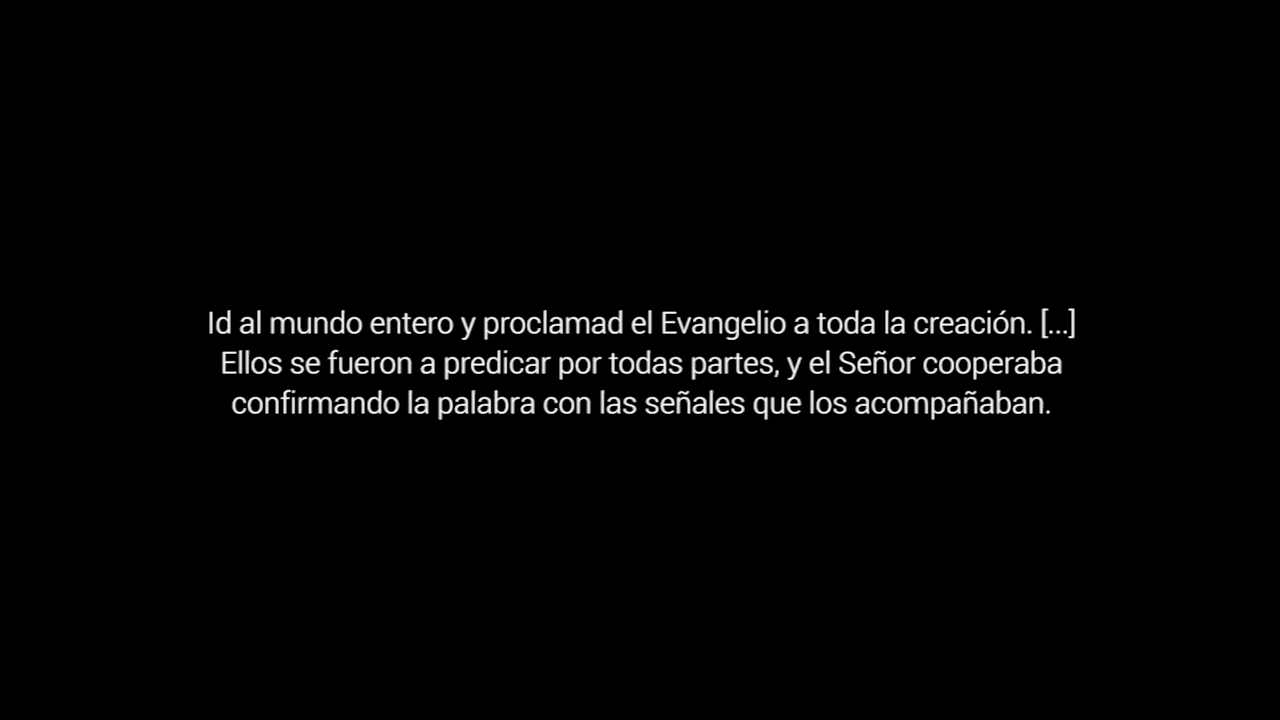 Id al mundo entero y proclamad el Evangelio a toda la creación. [...]
Ellos se fueron a predicar por todas partes, y el Señor cooperaba
confirmando la palabra con las señales que los acompañaban.